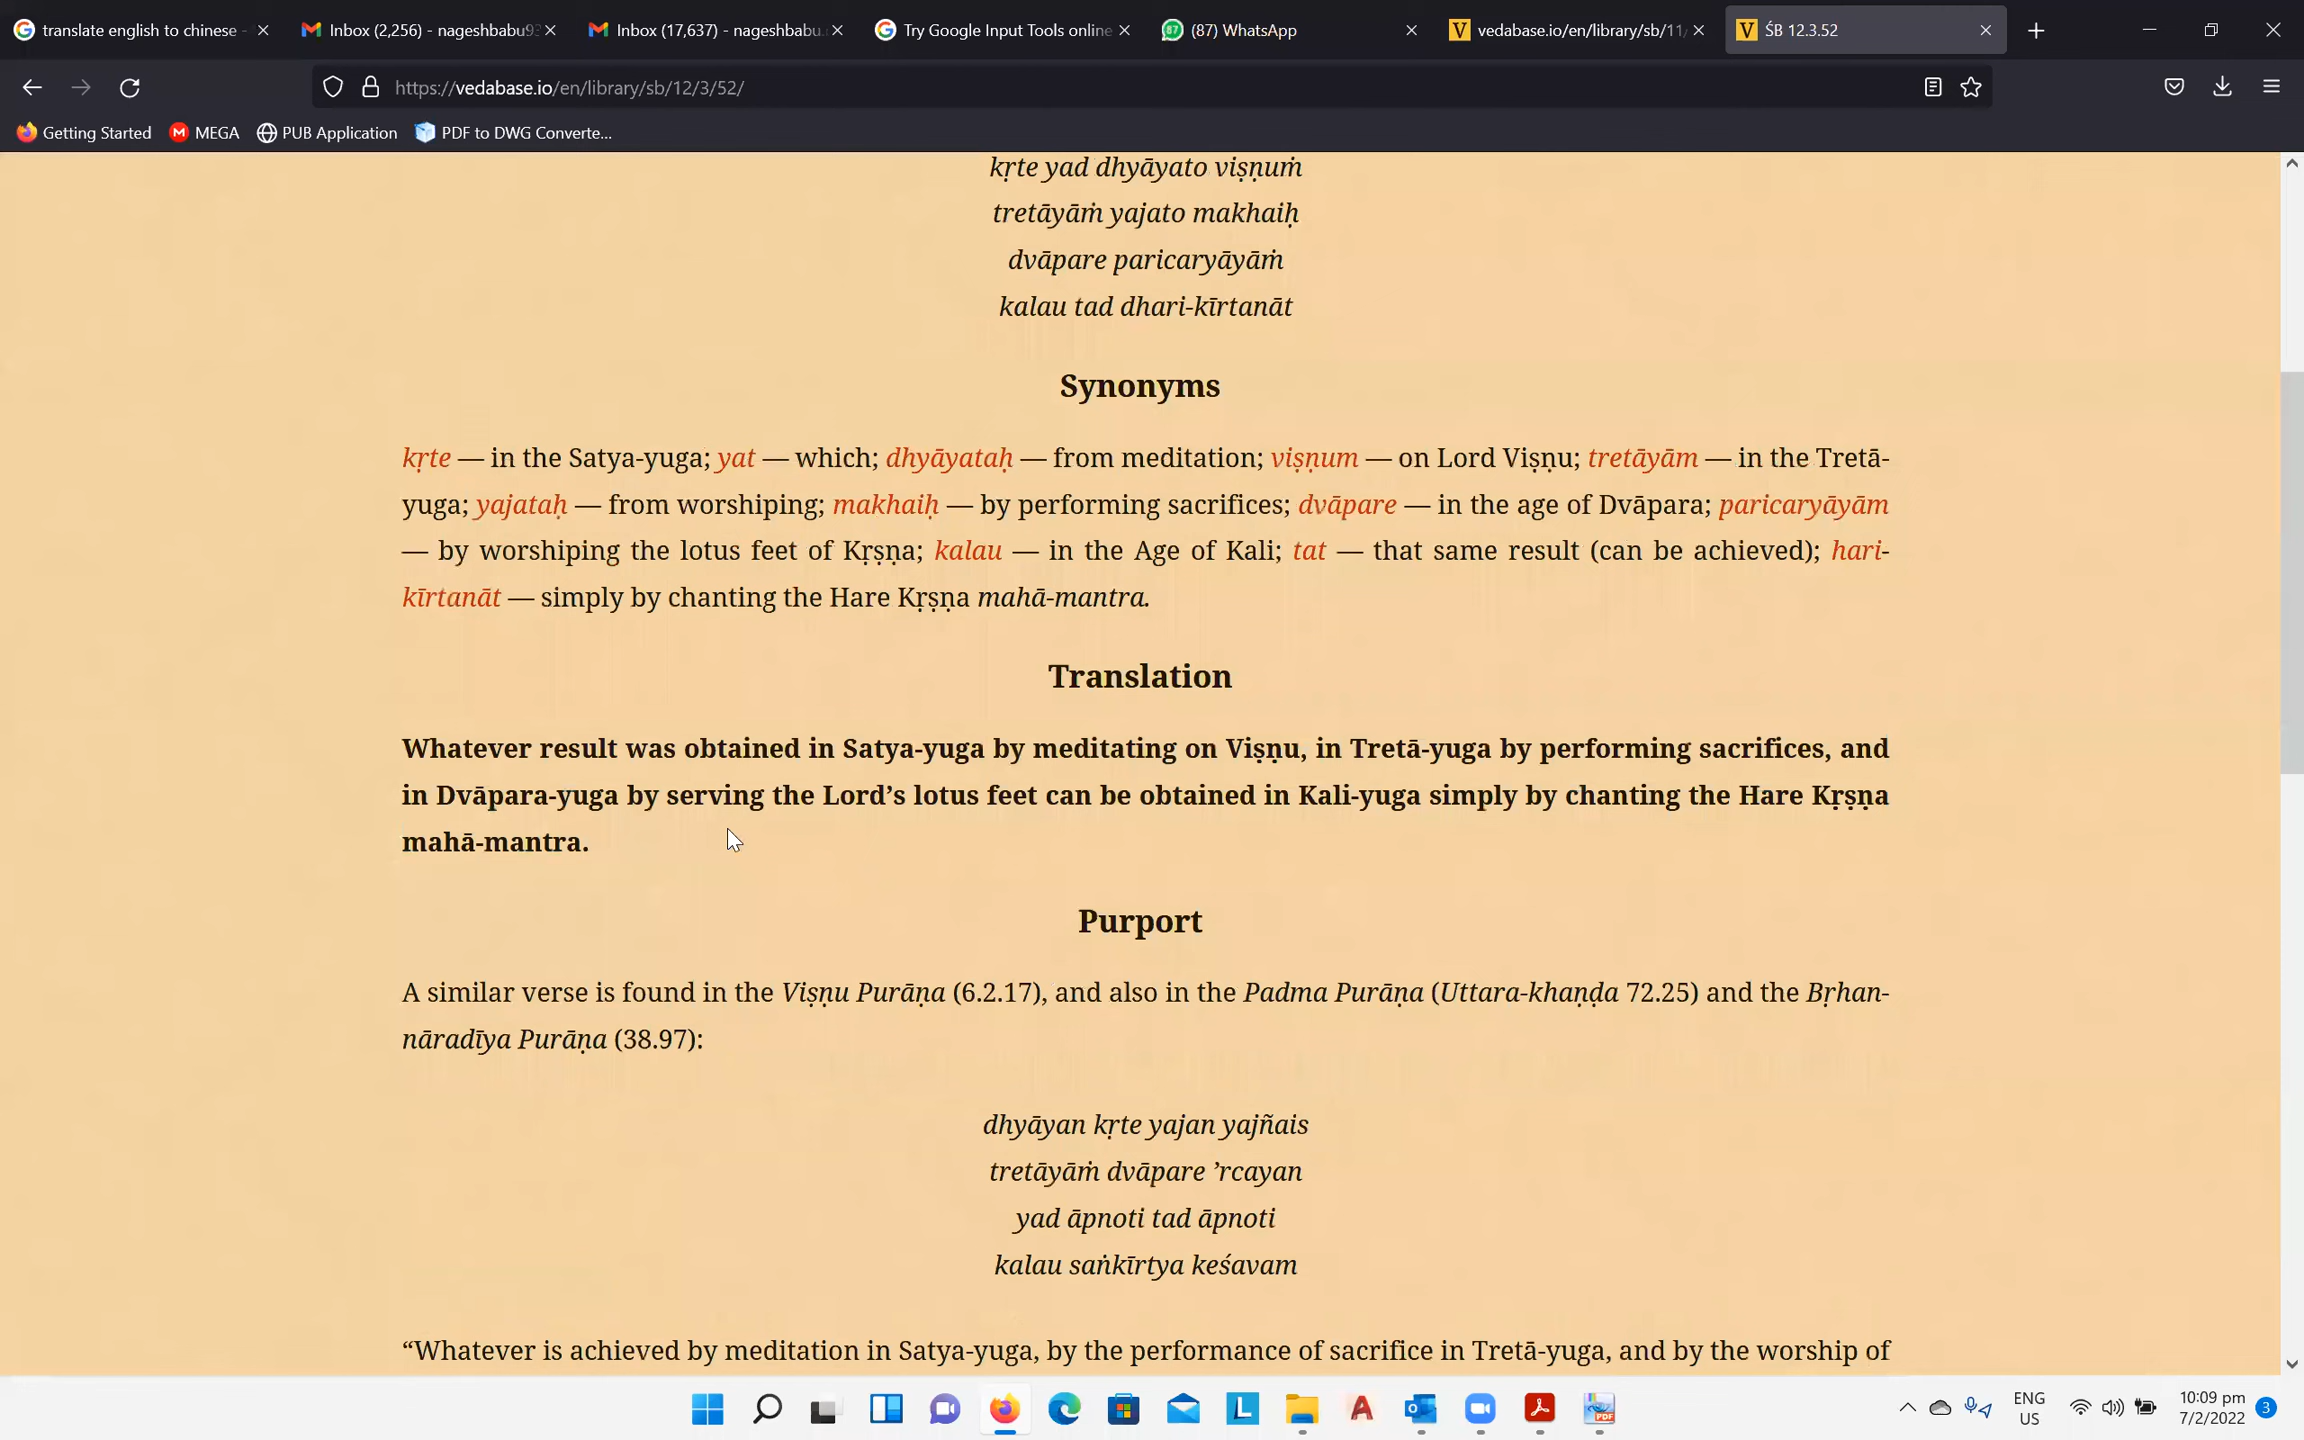 translate english to chinese -
Inbox (2,256) - nageshbabu93
Inbox (17,637) - nageshbabu.
Try Google Input Tools online
87
(87) WhatsApp
V
vedabase.io/en/library/sb/11/
V
ŚB 12.3.52
https://vedabase.io/en/library/sb/12/3/52/
Getting Started
M
MEGA
PUB Application
PDF to DWG Converte...
kṛte yad dhyāyato viṣṇuṁ
tretāyāṁ yajato makhaiḥ
dvāpare paricaryāyāṁ
kalau tad dhari-kīrtanāt
Synonyms
kṛte — in the Satya-yuga; yat — which; dhyāyataḥ — from meditation; viṣṇum — on Lord Viṣṇu; tretāyām — in the Tretā-
yuga; yajataḥ — from worshiping; makhaiḥ — by performing sacrifices; dvāpare — in the age of Dvāpara; paricaryāyām
— by worshiping the lotus feet of Kṛṣṇa; kalau — in the Age of Kali; tat — that same result (can be achieved); hari-
kīrtanāt — simply by chanting the Hare Kṛṣṇa mahā-mantra.
Translation
Whatever result was obtained in Satya-yuga by meditating on Viṣṇu, in Tretā-yuga by performing sacrifices, and
in Dvāpara-yuga by serving the Lord’s lotus feet can be obtained in Kali-yuga simply by chanting the Hare Kṛṣṇa
mahā-mantra.
Purport
A similar verse is found in the Viṣṇu Purāṇa (6.2.17), and also in the Padma Purāṇa (Uttara-khaṇḍa 72.25) and the Bṛhan-
nāradīya Purāṇa (38.97):
dhyāyan kṛte yajan yajñais
tretāyāṁ dvāpare ’rcayan
yad āpnoti tad āpnoti
kalau saṅkīrtya keśavam
“Whatever is achieved by meditation in Satya-yuga, by the performance of sacrifice in Tretā-yuga, and by the worship of
L
PDF
ENG
US
10:09 pm
7/2/2022
3